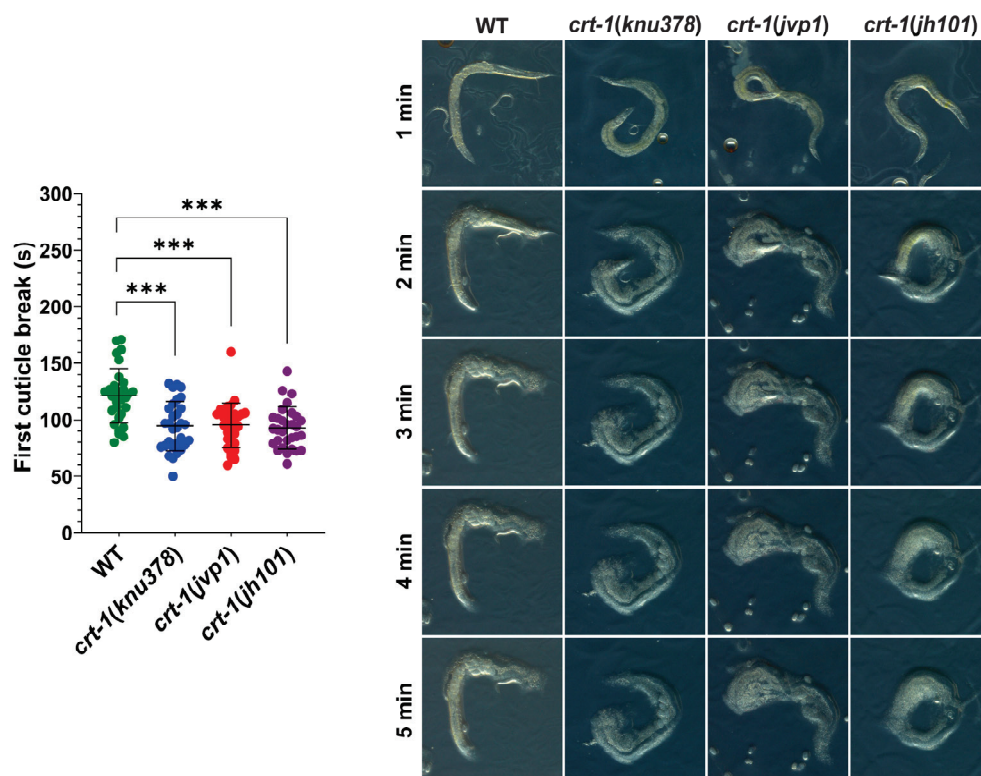 First cuticle break (s)
300
250
200
150
100
50
0
***
***
***
WT
crt-1(knu378)
crt-1(jvp1)
crt-1(jh101)
WT crt-1(knu378) crt-1(jvp1) crt-1(jh101)
1 min
2 min
3 min
4 min
5 min